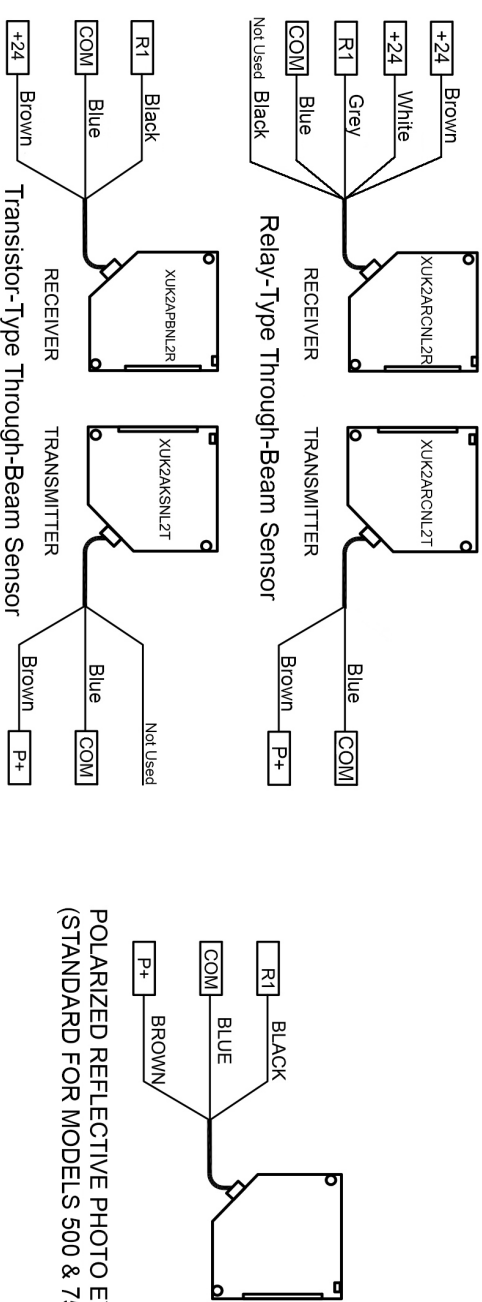 +24 Brown
+24 White
R1 Grey
COM Blue
Not Used Black
XUK2ARCNL2R
RECEIVER
XUK2ARCNL2T
TRANSMITTER
Blue COM
Brown P+
Relay-Type Through-Beam Sensor
R1 Black
COM Blue
+24 Brown
XUK2APBNL2R
RECEIVER
XUK2AKSNL2T
TRANSMITTER
Not Used
Blue COM
Brown P+
Transistor-Type Through-Beam Sensor
R1 BLACK
COM BLUE
P+ BROWN
POLARIZED REFLECTIVE PHOTO E
(STANDARD FOR MODELS 500 & 75